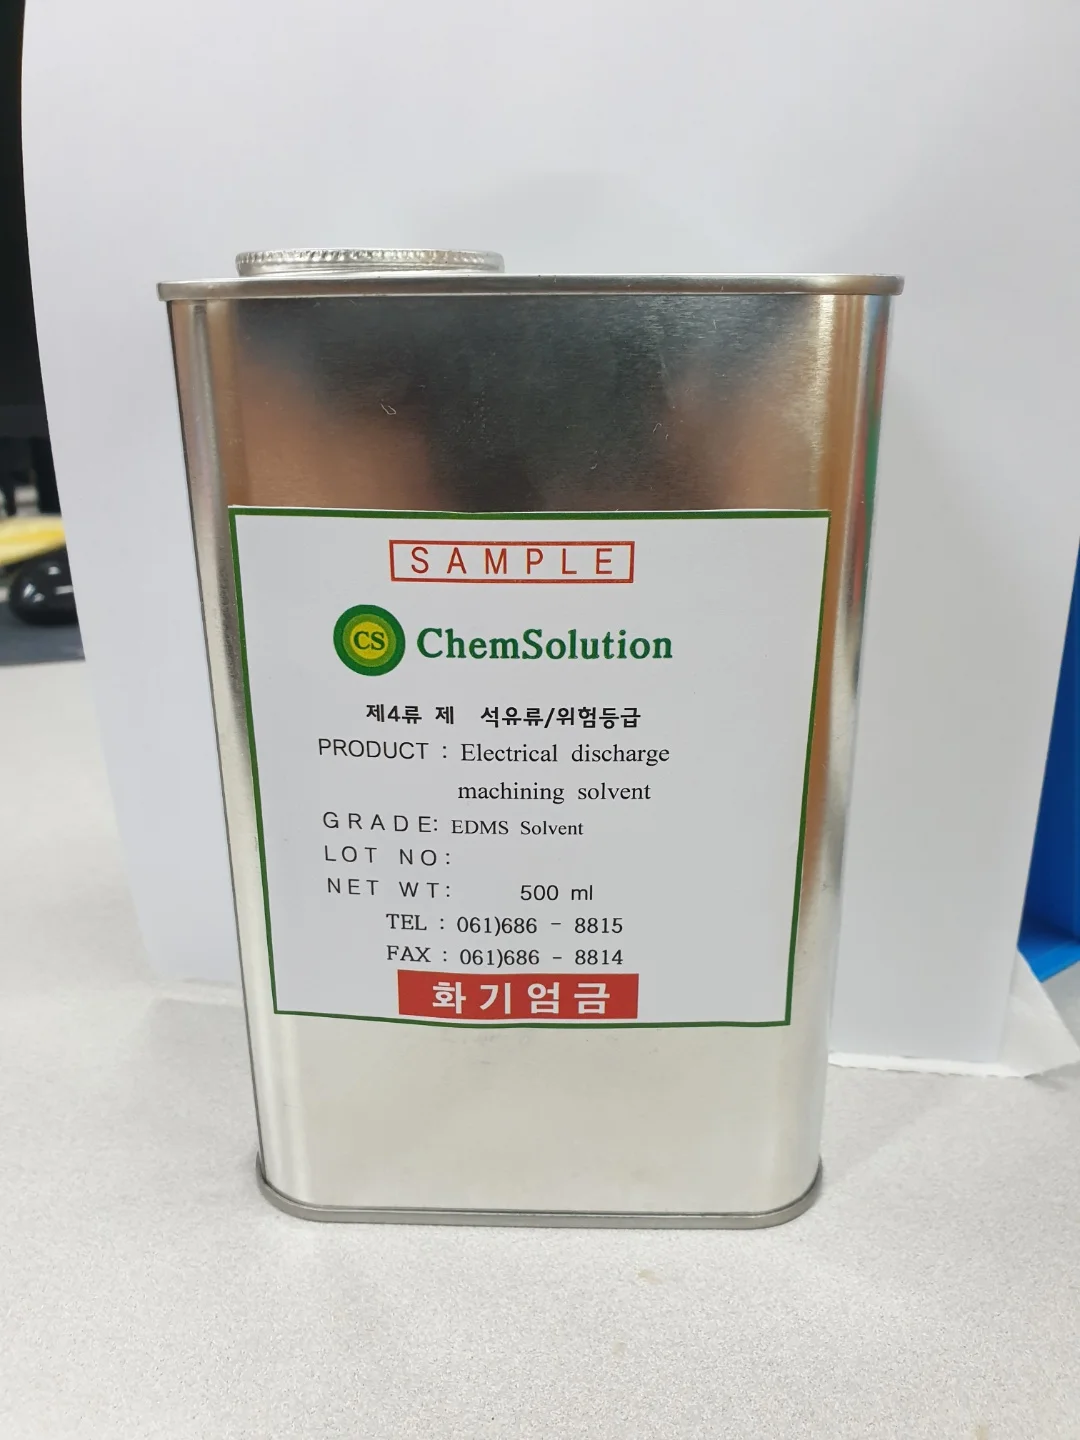 SAMPLE
CS ChemSolution
제4류 제 석유류/위험등급
PRODUCT : Electrical discharge
machining solvent
GRADE: EDMS Solvent
LOT NO:
NET WT: 500 ml
TEL : 061)686 - 8815
FAX : 061)686 - 8814
화기엄금